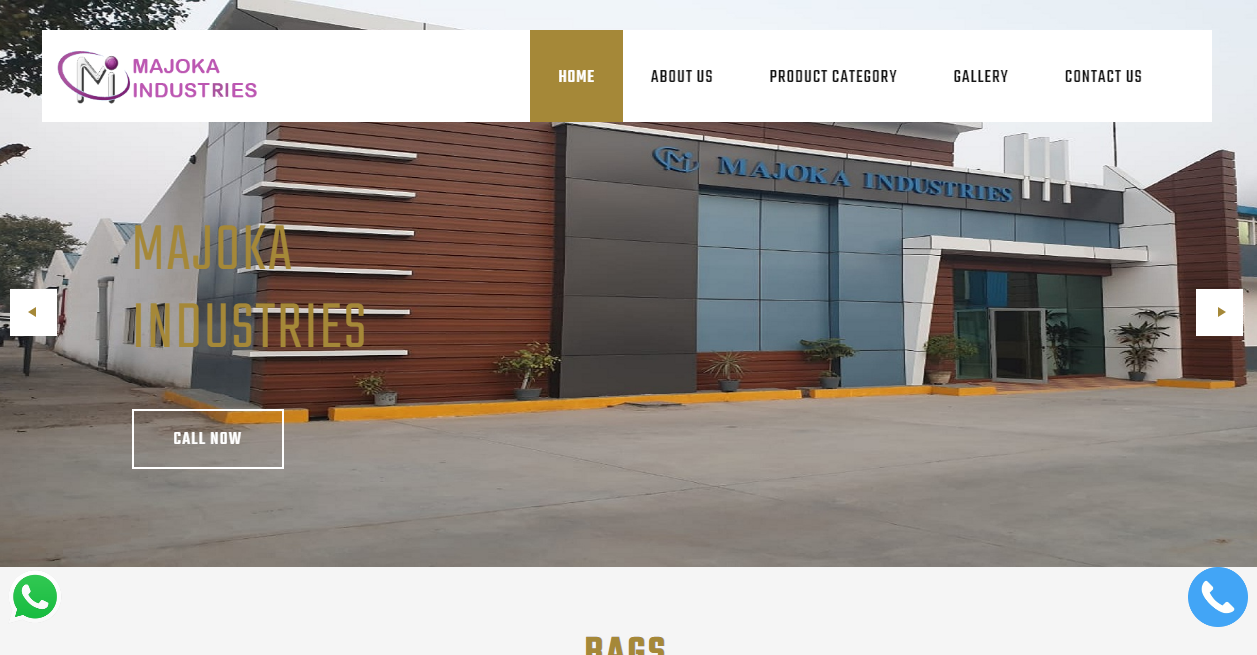 MAJOKA
INDUSTRIES
HOME
ABOUT US
PRODUCT CATEGORY
GALLERY
CONTACT US
MAJOKA INDUSTRIES
MAJOKA
INDUSTRIES
CALL NOW
BAGS